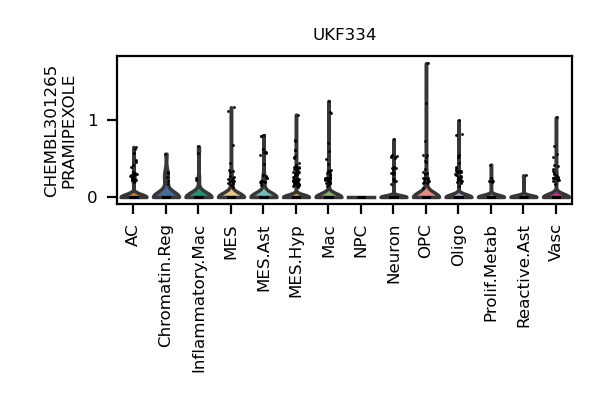 UKF334
CHEMBL301265
PRAMIPEXOLE
1
0
AC
Chromatin.Reg
Inflammatory.Mac
MES
MES.Ast
MES.Hyp
Mac
NPC
Neuron
OPC
Oligo
Prolif.Metab
Reactive.Ast
Vasc